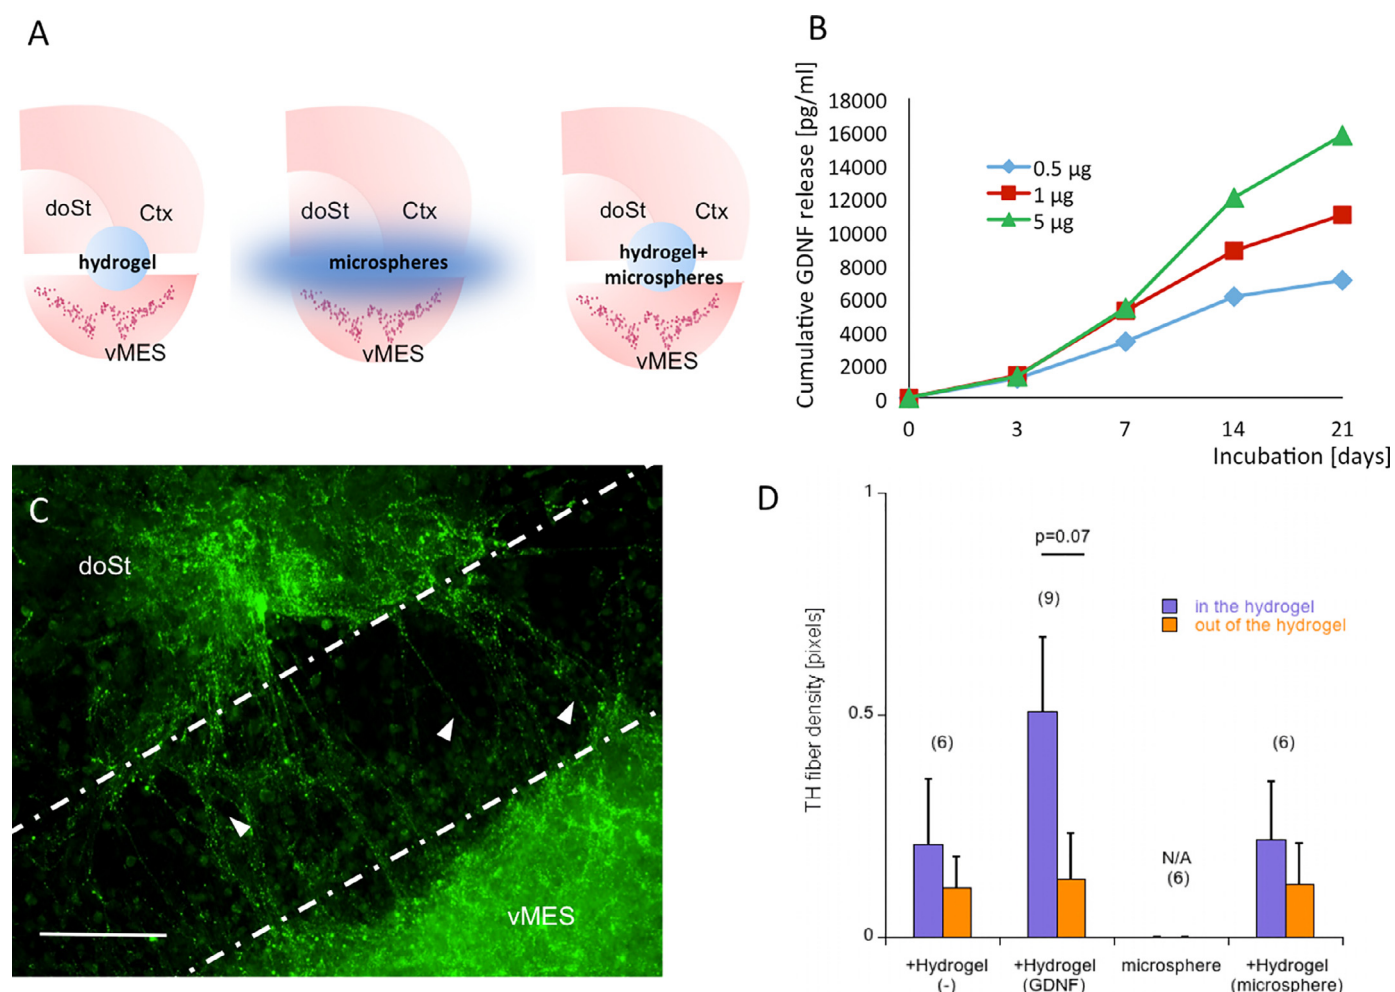 A
doSt
Ctx
hydrogel
vMES
doSt
Ctx
microspheres
vMES
doSt
Ctx
hydrogel+
microspheres
vMES
B
Cumulative GDNF release [pg/ml]
18000
16000
14000
12000
10000
8000
6000
4000
2000
0
0.5 µg
1 µg
5 µg
0
3
7
14
21
Incubation [days]
C
doSt
vMES
D
TH fiber density [pixels]
1
0.5
0
p=0.07
(9)
in the hydrogel
out of the hydrogel
(6)
N/A
(6)
(6)
+Hydrogel
(-)
+Hydrogel
(GDNF)
microsphere
+Hydrogel
(microsphere)